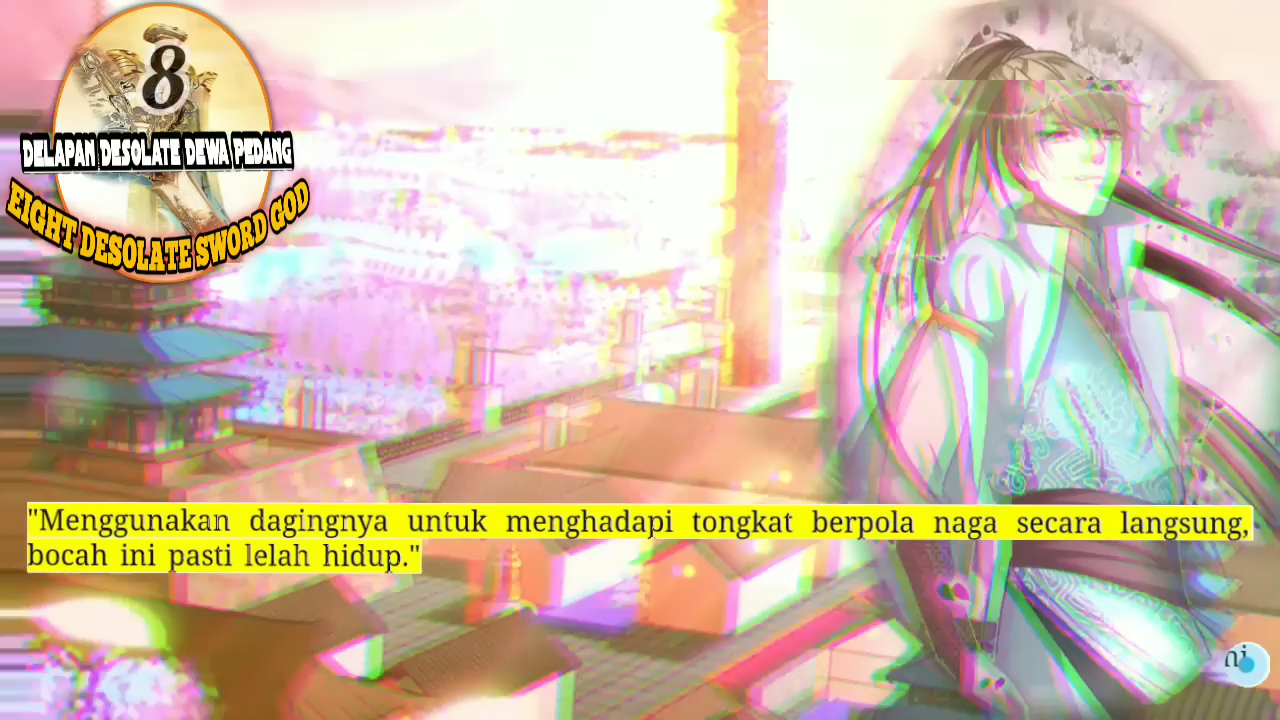 8
DELAPAN DESOLATE DEWA PEDANG
EIGHT DESOLATE SWORD GOD
"Menggunakan dagingnya untuk menghadapi tongkat berpola naga secara langsung,
bocah ini pasti lelah hidup."
ni